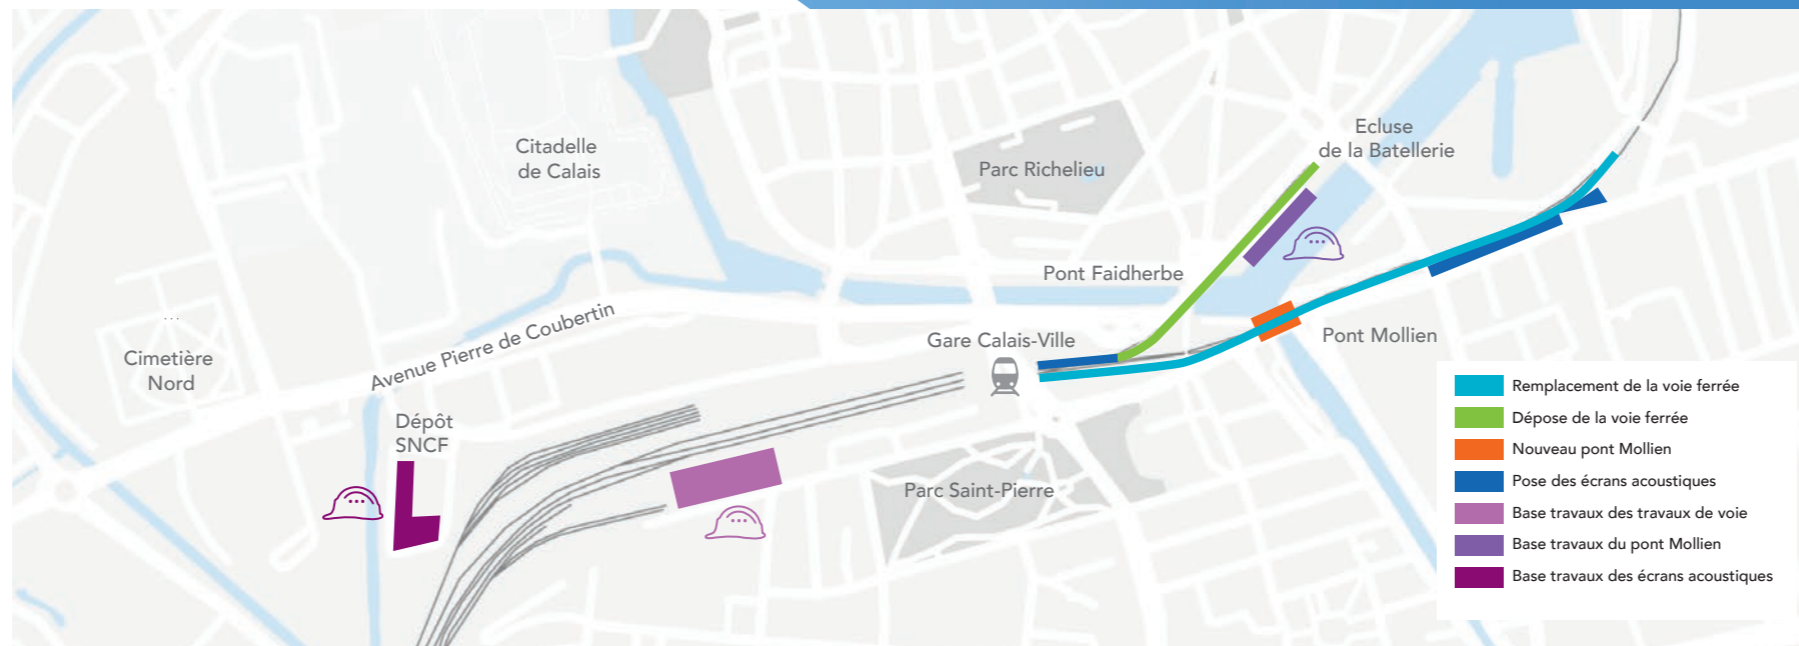 Citadelle
de Calais
Parc Richelieu
Ecluse
de la Batellerie
Pont Faidherbe
Gare Calais-Ville
Pont Mollien
...
Cimetière
Nord
Avenue Pierre de Coubertin
Dépôt
SNCF
Parc Saint-Pierre
Remplacement de la voie ferrée
Dépose de la voie ferrée
Nouveau pont Mollien
Pose des écrans acoustiques
Base travaux des travaux de voie
Base travaux du pont Mollien
Base travaux des écrans acoustiques